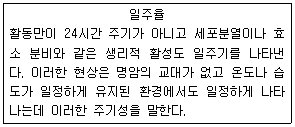 일주율
활동만이 24시간 주기가 아니고 세포분열이나 효
소 분비와 같은 생리적 활성도 일주기를 나타낸
다. 이러한 현상은 명암의 교대가 없고 온도나 습
도가 일정하게 유지된 환경에서도 일정하게 나타
나는데 이러한 주기성을 말한다.